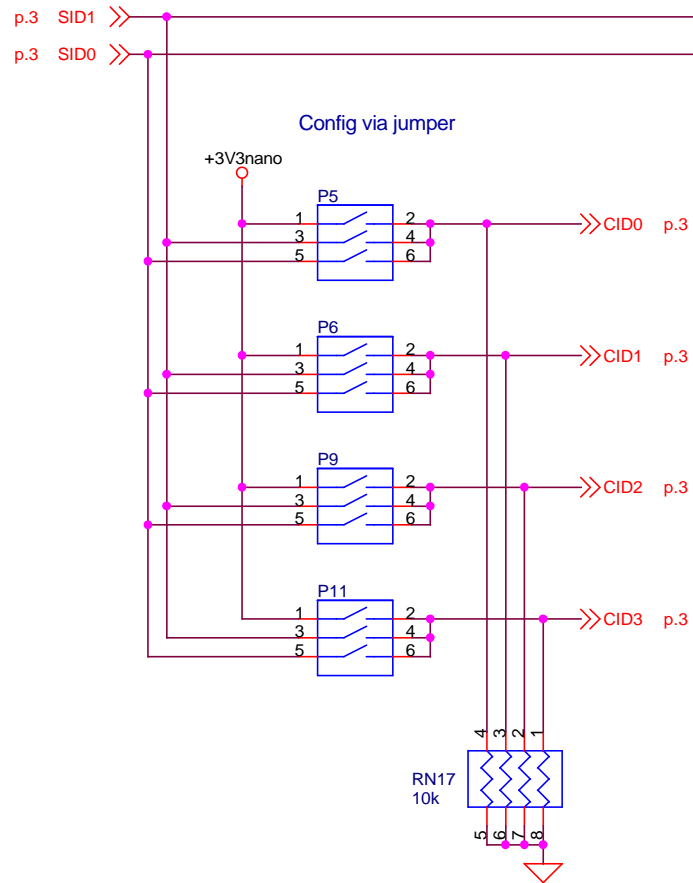 p.3 SID1
p.3 SID0
Config via jumper
+3V3nano
P5
1 2
3 4
5 6
CID0 p.3
P6
1 2
3 4
5 6
CID1 p.3
P9
1 2
3 4
5 6
CID2 p.3
P11
1 2
3 4
5 6
CID3 p.3
4 3 2 1
RN17
10k
5 6 7 8